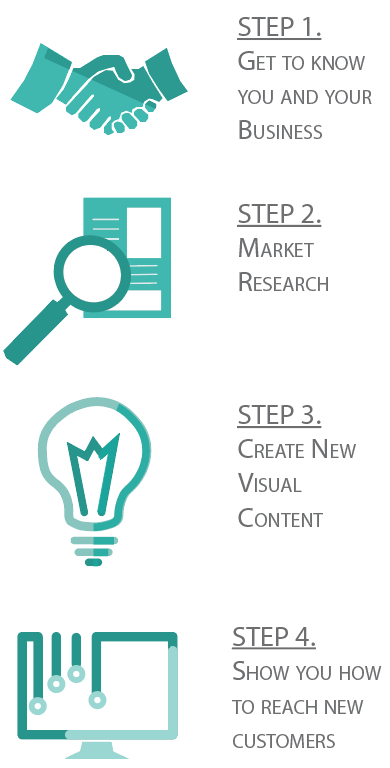 STEP 1.
Get to know
you and your
Business
STEP 2.
Market
Research
STEP 3.
Create New
Visual
Content
STEP 4.
Show you how
to reach new
customers